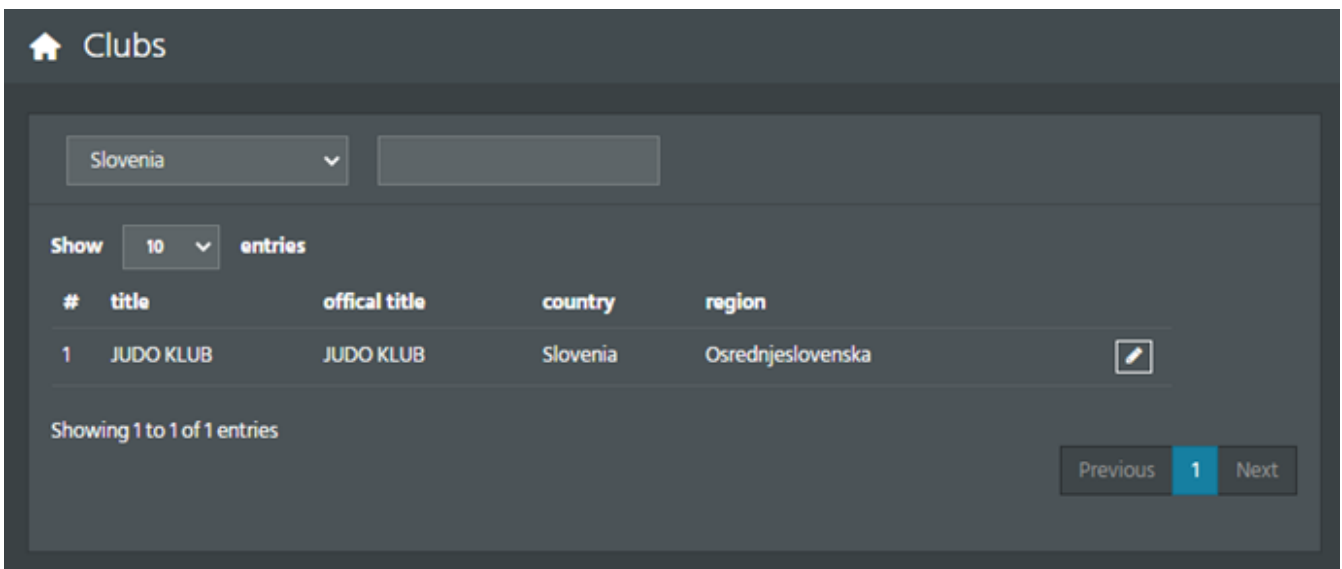 Clubs
Slovenia
Show 10 entries
# title offical title country region
1 JUDO KLUB JUDO KLUB Slovenia Osrednjeslovenska
Showing 1 to 1 of 1 entries
Previous 1 Next